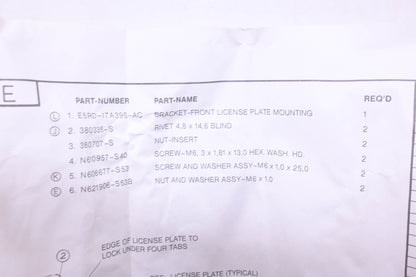 E
PART-NUMBER PART-NAME REQ'D
L 1. E5RD-17A385-AC BRACKET-FRONT LICENSE PLATE MOUNTING 1
J 2. 380335-S RIVET 4,8 x 14,6 BLIND 2
3. 380707-S NUT-INSERT 2
4. N610957-S40 SCREW-M6, 3 x 1,81 x 13,0 HEX. WASH. HD. 2
K 5. N606677-S53 SCREW AND WASHER ASSY-M6 x 1,0 x 25,0 2
E 6. N621906-S53B NUT AND WASHER ASSY-M6 x 1,0 2
2 EDGE OF LICENSE PLATE TO
LOCK UNDER FOUR TABS
LICENSE PLATE (TYPICAL)